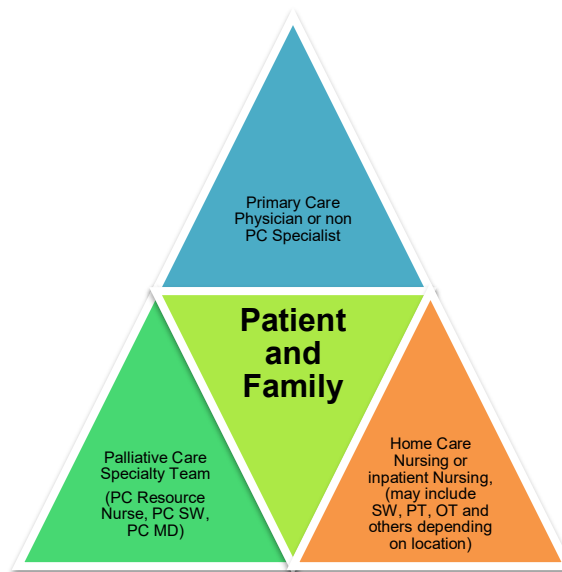 Primary Care
Physician or non
PC Specialist
Patient
and
Family
Palliative Care
Specialty Team
(PC Resource
Nurse, PC SW,
PC MD)
Home Care
Nursing or
inpatient Nursing,
(may include
SW, PT, OT and
others depending
on location)